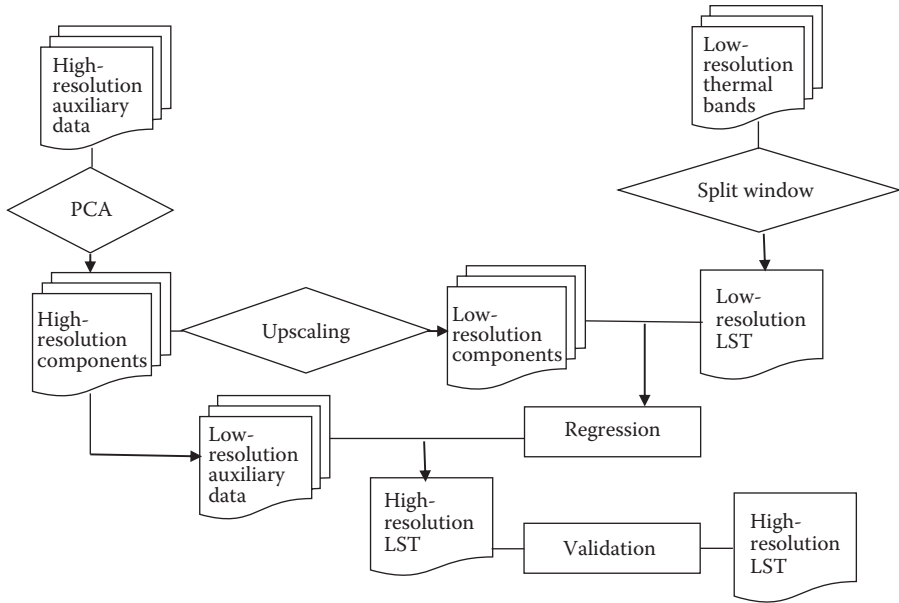 High-
resolution
auxiliary
data
Low-
resolution
thermal
bands
PCA
Split window
High-
resolution
components
Upscaling
Low-
resolution
components
Low-
resolution
LST
Low-
resolution
auxiliary
data
Regression
High-
resolution
LST
Validation
High-
resolution
LST